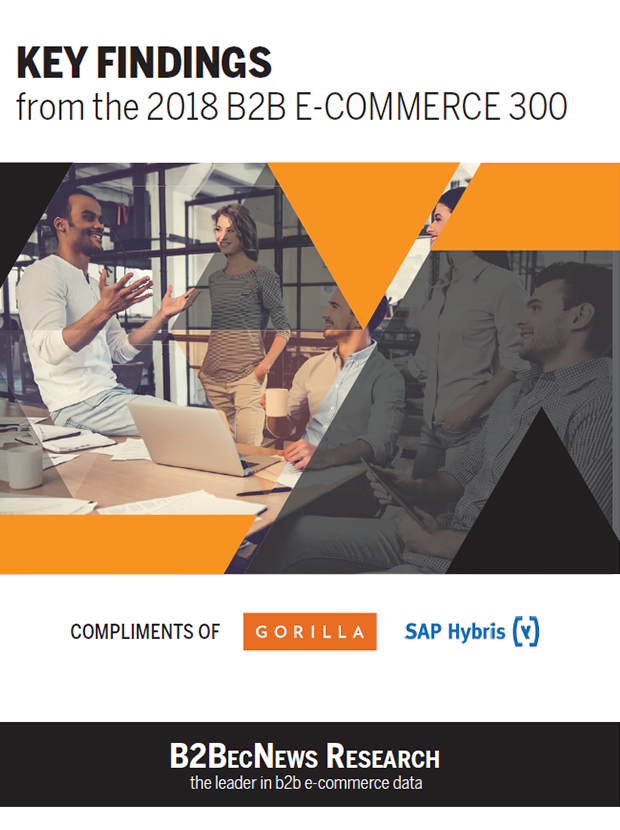 KEY FINDINGS
from the 2018 B2B E-COMMERCE 300
COMPLIMENTS OF
GORILLA
SAP Hybris
B2BECNEWS RESEARCH
the leader in b2b e-commerce data